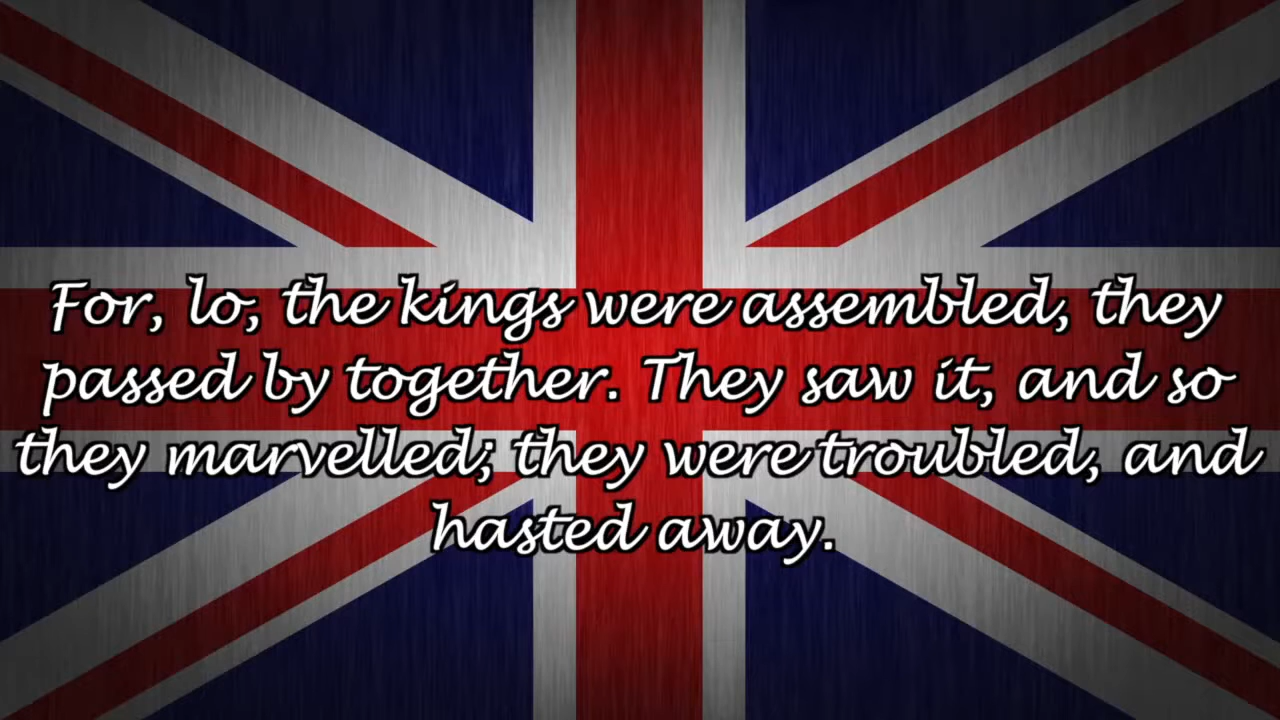 For, lo, the kings were assembled, they
passed by together. They saw it, and so
they marvelled; they were troubled, and
hasted away.